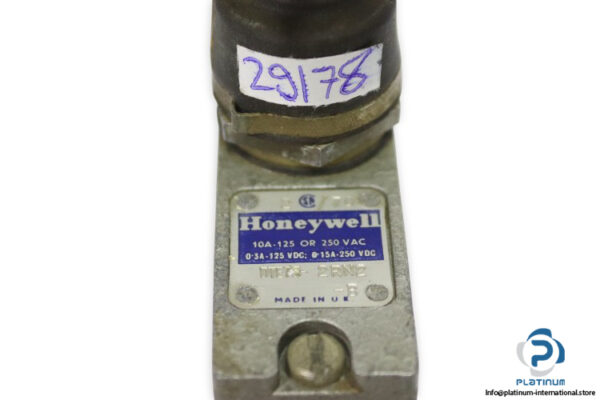 29178
Honeywell
10A-125 OR 250 VAC
0·3A-125 VDC; 0·15A-250 VDC
2RN2
-B
MADE IN U K
PLATINUM
info@platinum-international.store